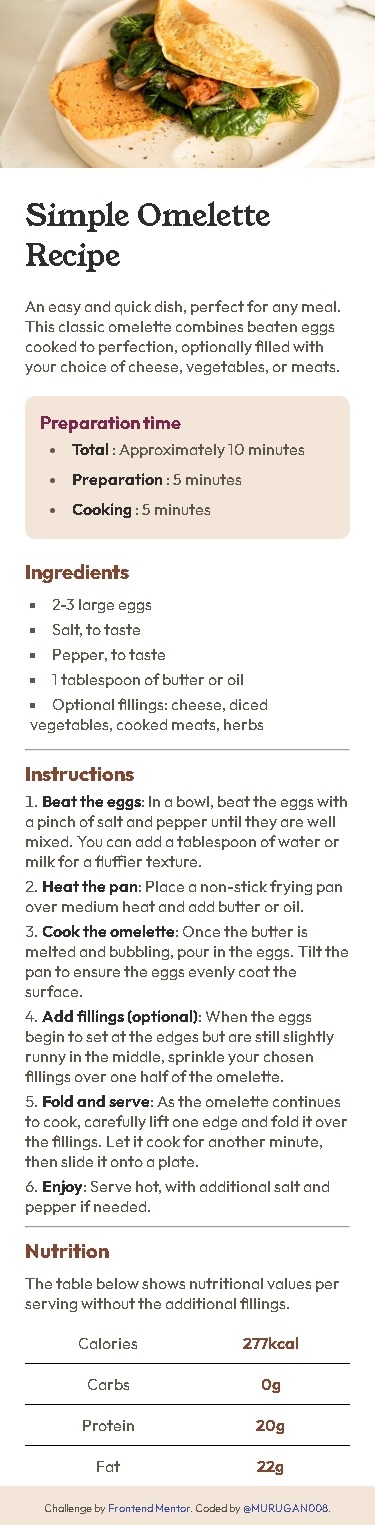 Simple Omelette
Recipe
An easy and quick dish, perfect for any meal.
This classic omelette combines beaten eggs
cooked to perfection, optionally filled with
your choice of cheese, vegetables, or meats.
Preparation time
• Total : Approximately 10 minutes
• Preparation : 5 minutes
• Cooking : 5 minutes
Ingredients
▪ 2-3 large eggs
▪ Salt, to taste
▪ Pepper, to taste
▪ 1 tablespoon of butter or oil
▪ Optional fillings: cheese, diced
vegetables, cooked meats, herbs
Instructions
1. Beat the eggs: In a bowl, beat the eggs with
a pinch of salt and pepper until they are well
mixed. You can add a tablespoon of water or
milk for a fluffier texture.
2. Heat the pan: Place a non-stick frying pan
over medium heat and add butter or oil.
3. Cook the omelette: Once the butter is
melted and bubbling, pour in the eggs. Tilt the
pan to ensure the eggs evenly coat the
surface.
4. Add fillings (optional): When the eggs
begin to set at the edges but are still slightly
runny in the middle, sprinkle your chosen
fillings over one half of the omelette.
5. Fold and serve: As the omelette continues
to cook, carefully lift one edge and fold it over
the fillings. Let it cook for another minute,
then slide it onto a plate.
6. Enjoy: Serve hot, with additional salt and
pepper if needed.
Nutrition
The table below shows nutritional values per
serving without the additional fillings.
Calories 277kcal
Carbs 0g
Protein 20g
Fat 22g
Challenge by Frontend Mentor. Coded by @MURUGAN008.